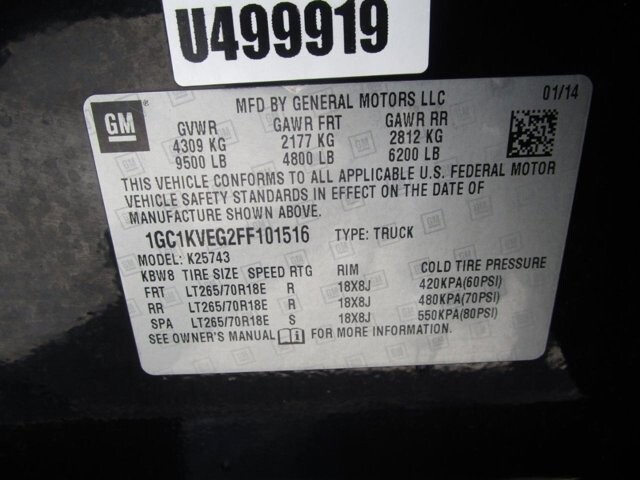 U499919
MFD BY GENERAL MOTORS LLC 01/14
GM GVWR GAWR FRT GAWR RR
4309 KG 2177 KG 2812 KG
9500 LB 4800 LB 6200 LB
THIS VEHICLE CONFORMS TO ALL APPLICABLE U.S. FEDERAL MOTOR
VEHICLE SAFETY STANDARDS IN EFFECT ON THE DATE OF
MANUFACTURE SHOWN ABOVE.
1GC1KVEG2FF101516 TYPE: TRUCK
MODEL: K25743
KBW8 TIRE SIZE SPEED RTG RIM COLD TIRE PRESSURE
FRT LT265/70R18E R 18X8J 420KPA(60PSI)
RR LT265/70R18E R 18X8J 480KPA(70PSI)
SPA LT265/70R18E S 18X8J 550KPA(80PSI)
SEE OWNER'S MANUAL FOR MORE INFORMATION.